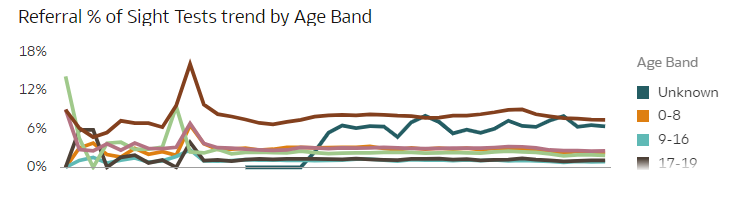 Referral % of Sight Tests trend by Age Band
18%
12%
6%
0%
Age Band
Unknown
0-8
9-16
17-19